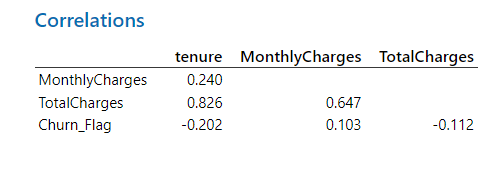 Correlations
tenure MonthlyCharges TotalCharges
MonthlyCharges 0.240
TotalCharges 0.826 0.647
Churn_Flag -0.202 0.103 -0.112